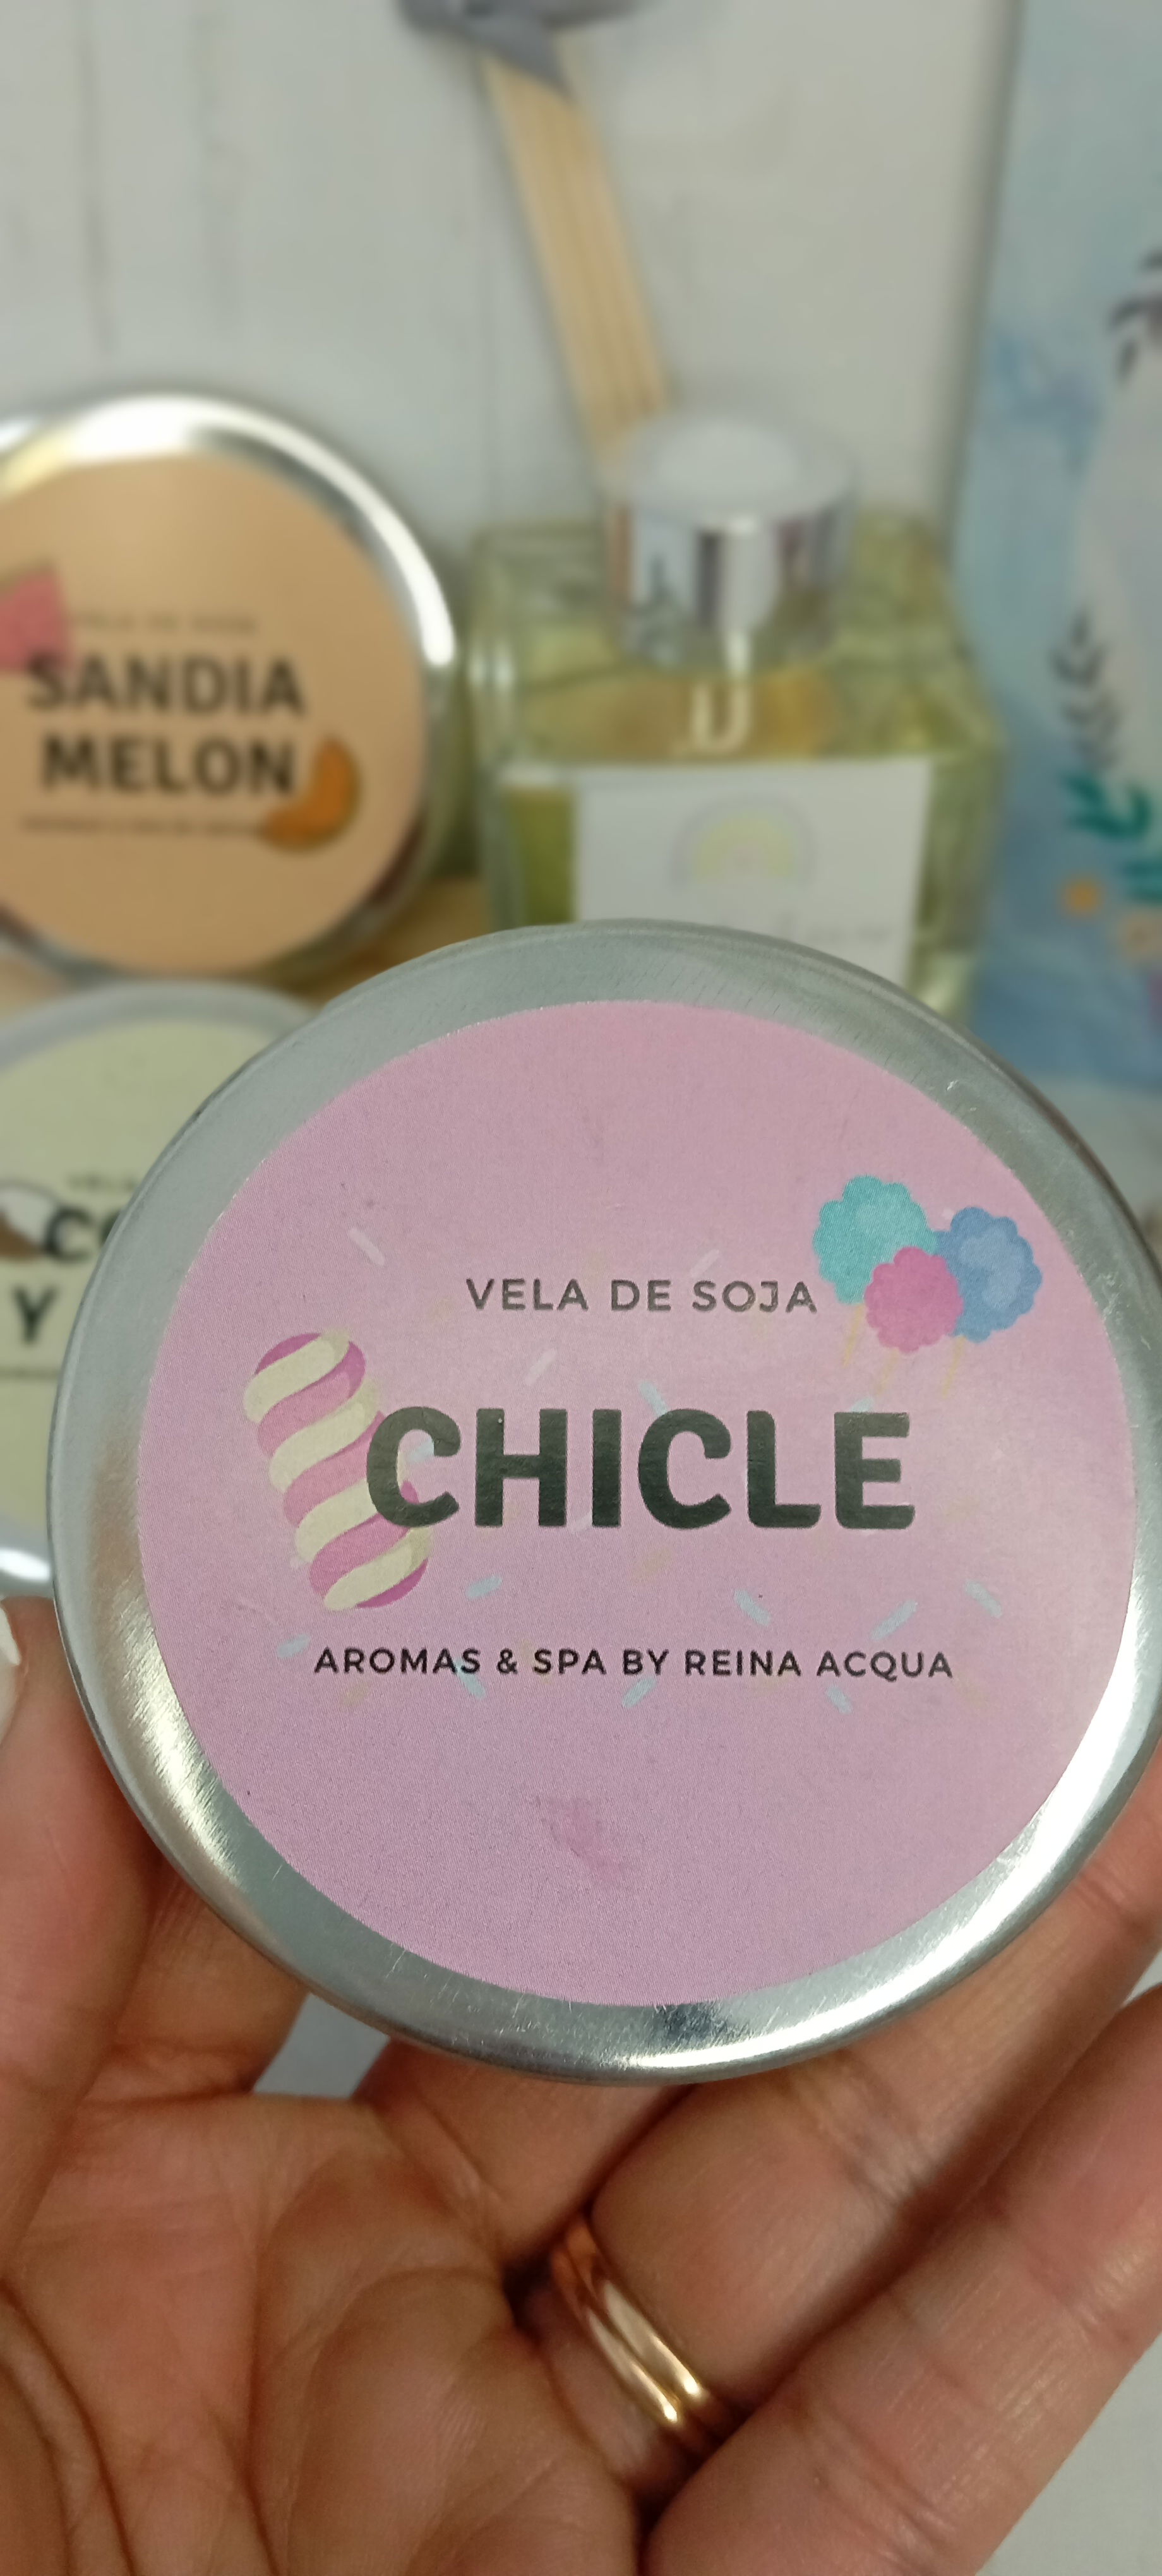 SANDIA
MELON
Y
VELA DE SOJA
CHICLE
AROMAS & SPA BY REINA ACQUA